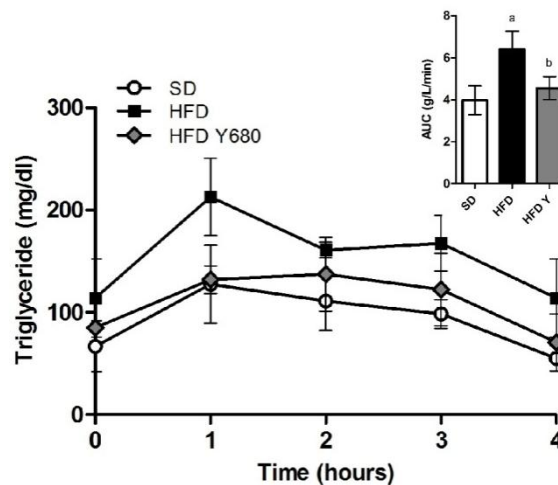 8
a
6
b
4
2
0
AUC (g/L/min)
SD
HFD
HFD Y
SD
HFD
HFD Y680
300
200
100
0
Triglyceride (mg/dl)
0
1
2
3
4
Time (hours)